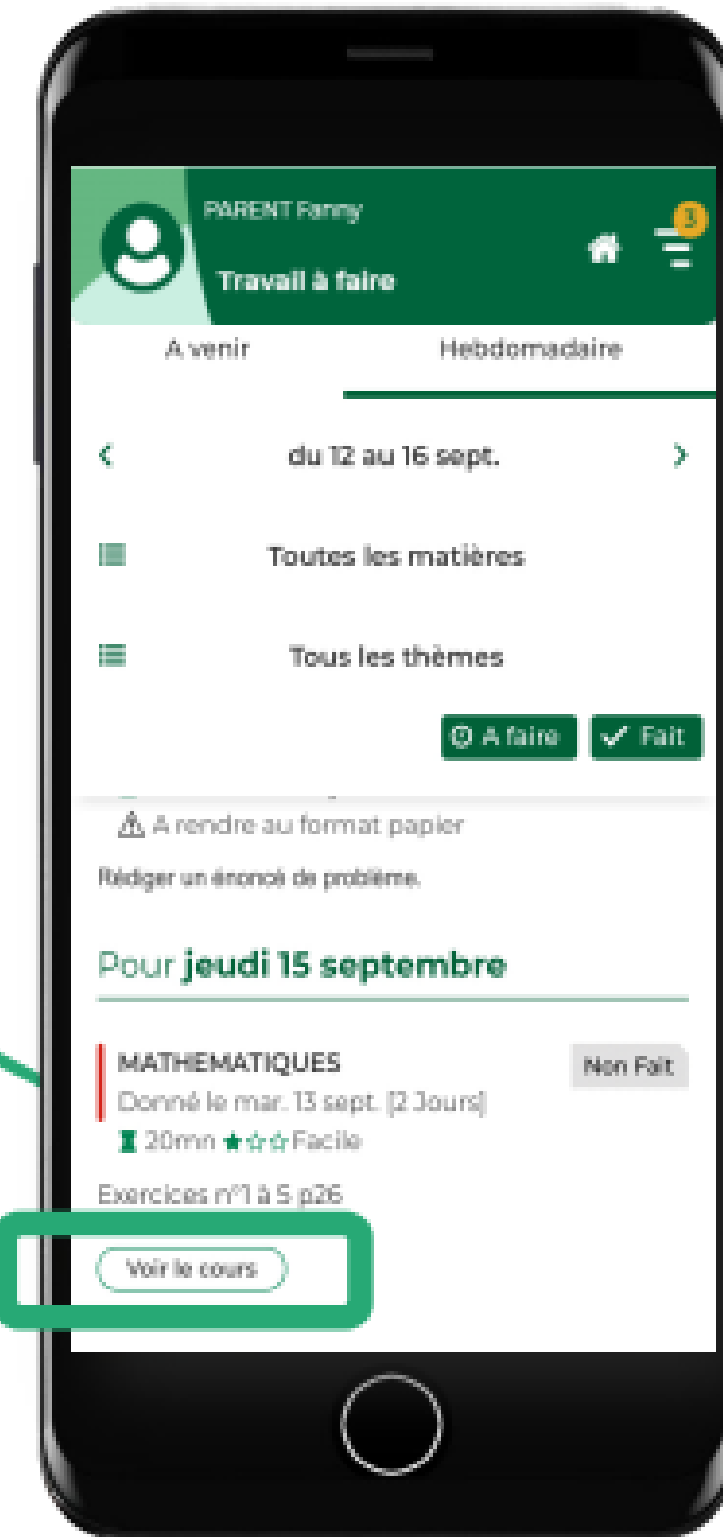 PARENT Fanny
3
Travail à faire
A venir
Hebdomadaire
du 12 au 16 sept.
Toutes les matières
Tous les thèmes
A faire
Fait
A rendre au format papier
Rédiger un énoncé de problème.
Pour jeudi 15 septembre
MATHEMATIQUES
Non Fait
Donné le mar. 13 sept. [2 Jours]
20mn Facile
Exercices n°1 à 5 p26
Voir le cours